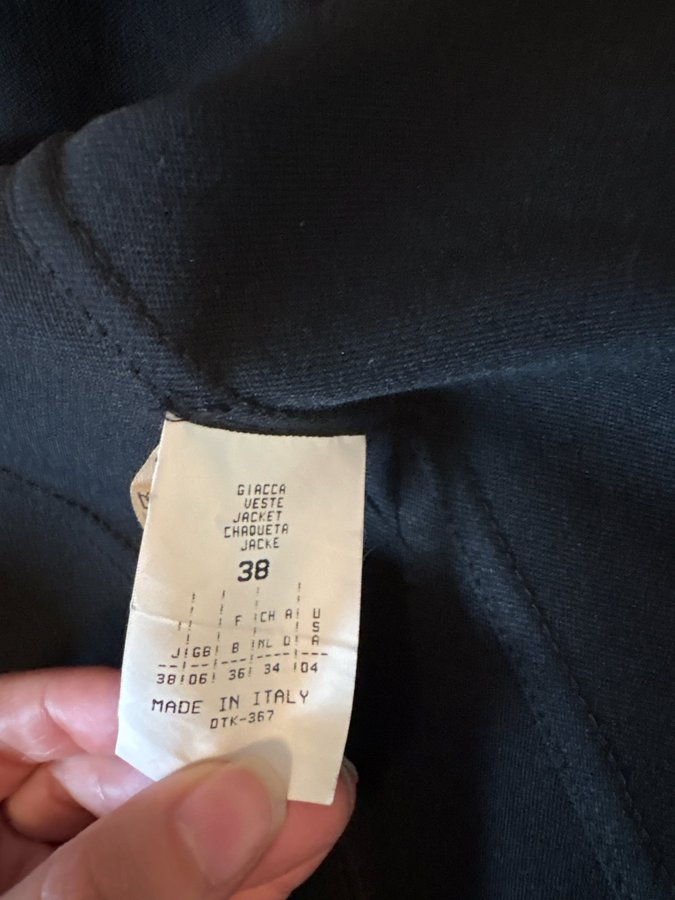 GIACCA
VESTE
JACKET
CHAQUETA
JACKE
38
F CH A U
S
J GB B NL D A
38 06 36 34 04
MADE IN ITALY
DTK-367